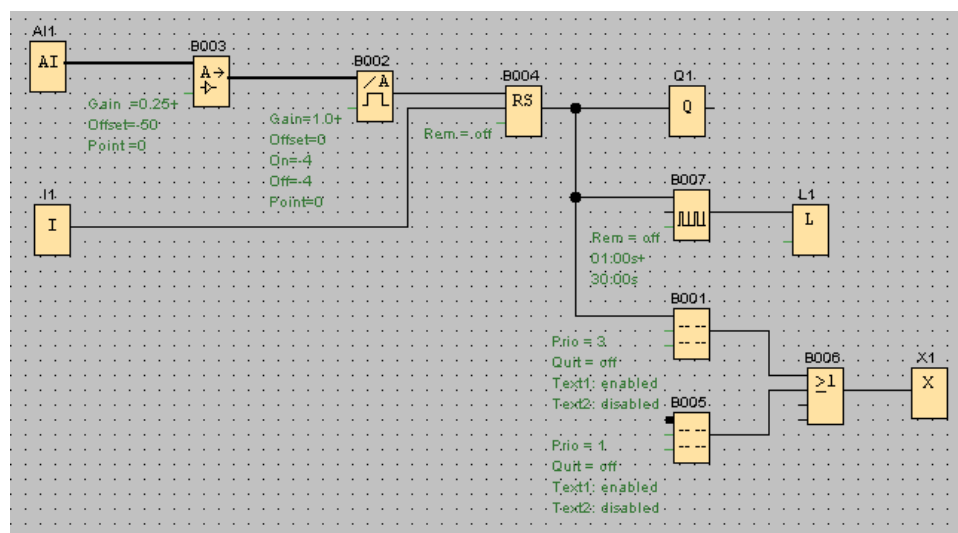 AI1
AI
B003
A→
Gain =0.25+
Offset=-50
Point=0
B002
/A
Gain=1.0+
Offset=0
On=-4
Off=-4
Point=0
B004
RS
Rem = off
Q1
Q
I1
I
B007
Rem = off
01:00s+
30:00s
L1
L
B001
Prio = 3
Quit = off
Text1: enabled
Text2: disabled
B005
Prio = 1
Quit = off
Text1: enabled
Text2: disabled
B006
≥1
X1
X